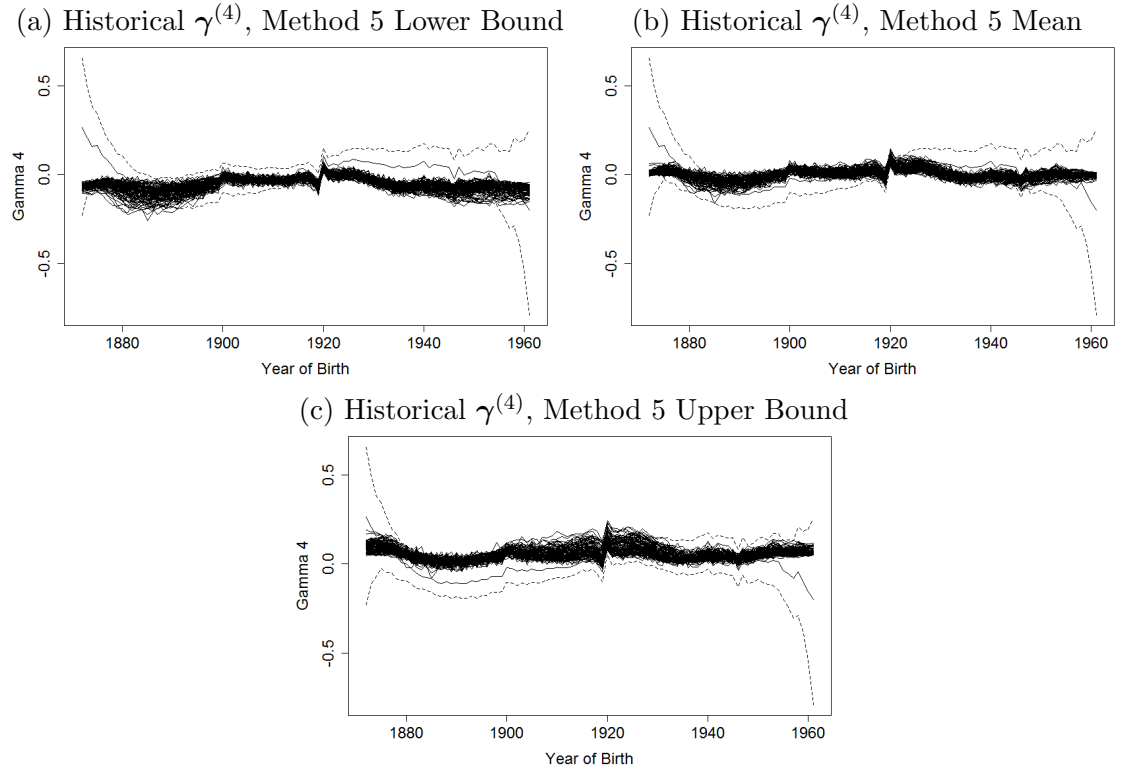 (a) Historical γ^(4), Method 5 Lower Bound
(b) Historical γ^(4), Method 5 Mean
0.5
0.0
-0.5
Gamma 4
1880 1900 1920 1940 1960
Year of Birth
0.5
0.0
-0.5
Gamma 4
1880 1900 1920 1940 1960
Year of Birth
(c) Historical γ^(4), Method 5 Upper Bound
0.5
0.0
-0.5
Gamma 4
1880 1900 1920 1940 1960
Year of Birth